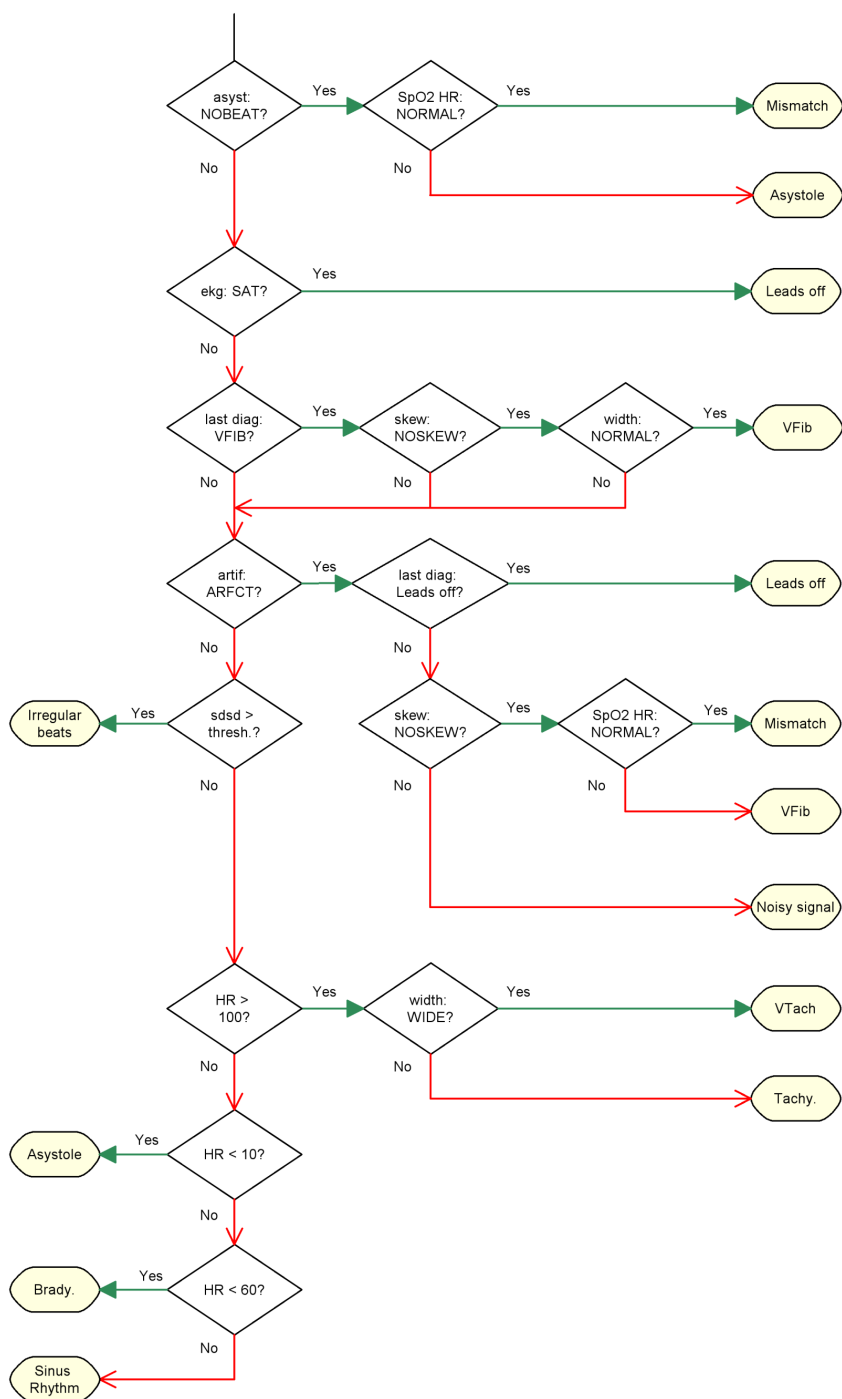 asyst:
NOBEAT?
Yes
SpO2 HR:
NORMAL?
Yes
Mismatch
No
No
Asystole
ekg: SAT?
Yes
Leads off
No
last diag:
VFIB?
Yes
skew:
NOSKEW?
Yes
width:
NORMAL?
Yes
VFib
No
No
No
artif:
ARFCT?
Yes
last diag:
Leads off?
Yes
Leads off
No
No
Irregular
beats
Yes
sdsd >
thresh.?
skew:
NOSKEW?
Yes
SpO2 HR:
NORMAL?
Yes
Mismatch
No
No
No
VFib
Noisy signal
HR >
100?
Yes
width:
WIDE?
Yes
VTach
No
No
Tachy.
Asystole
Yes
HR < 10?
No
Brady.
Yes
HR < 60?
No
Sinus
Rhythm